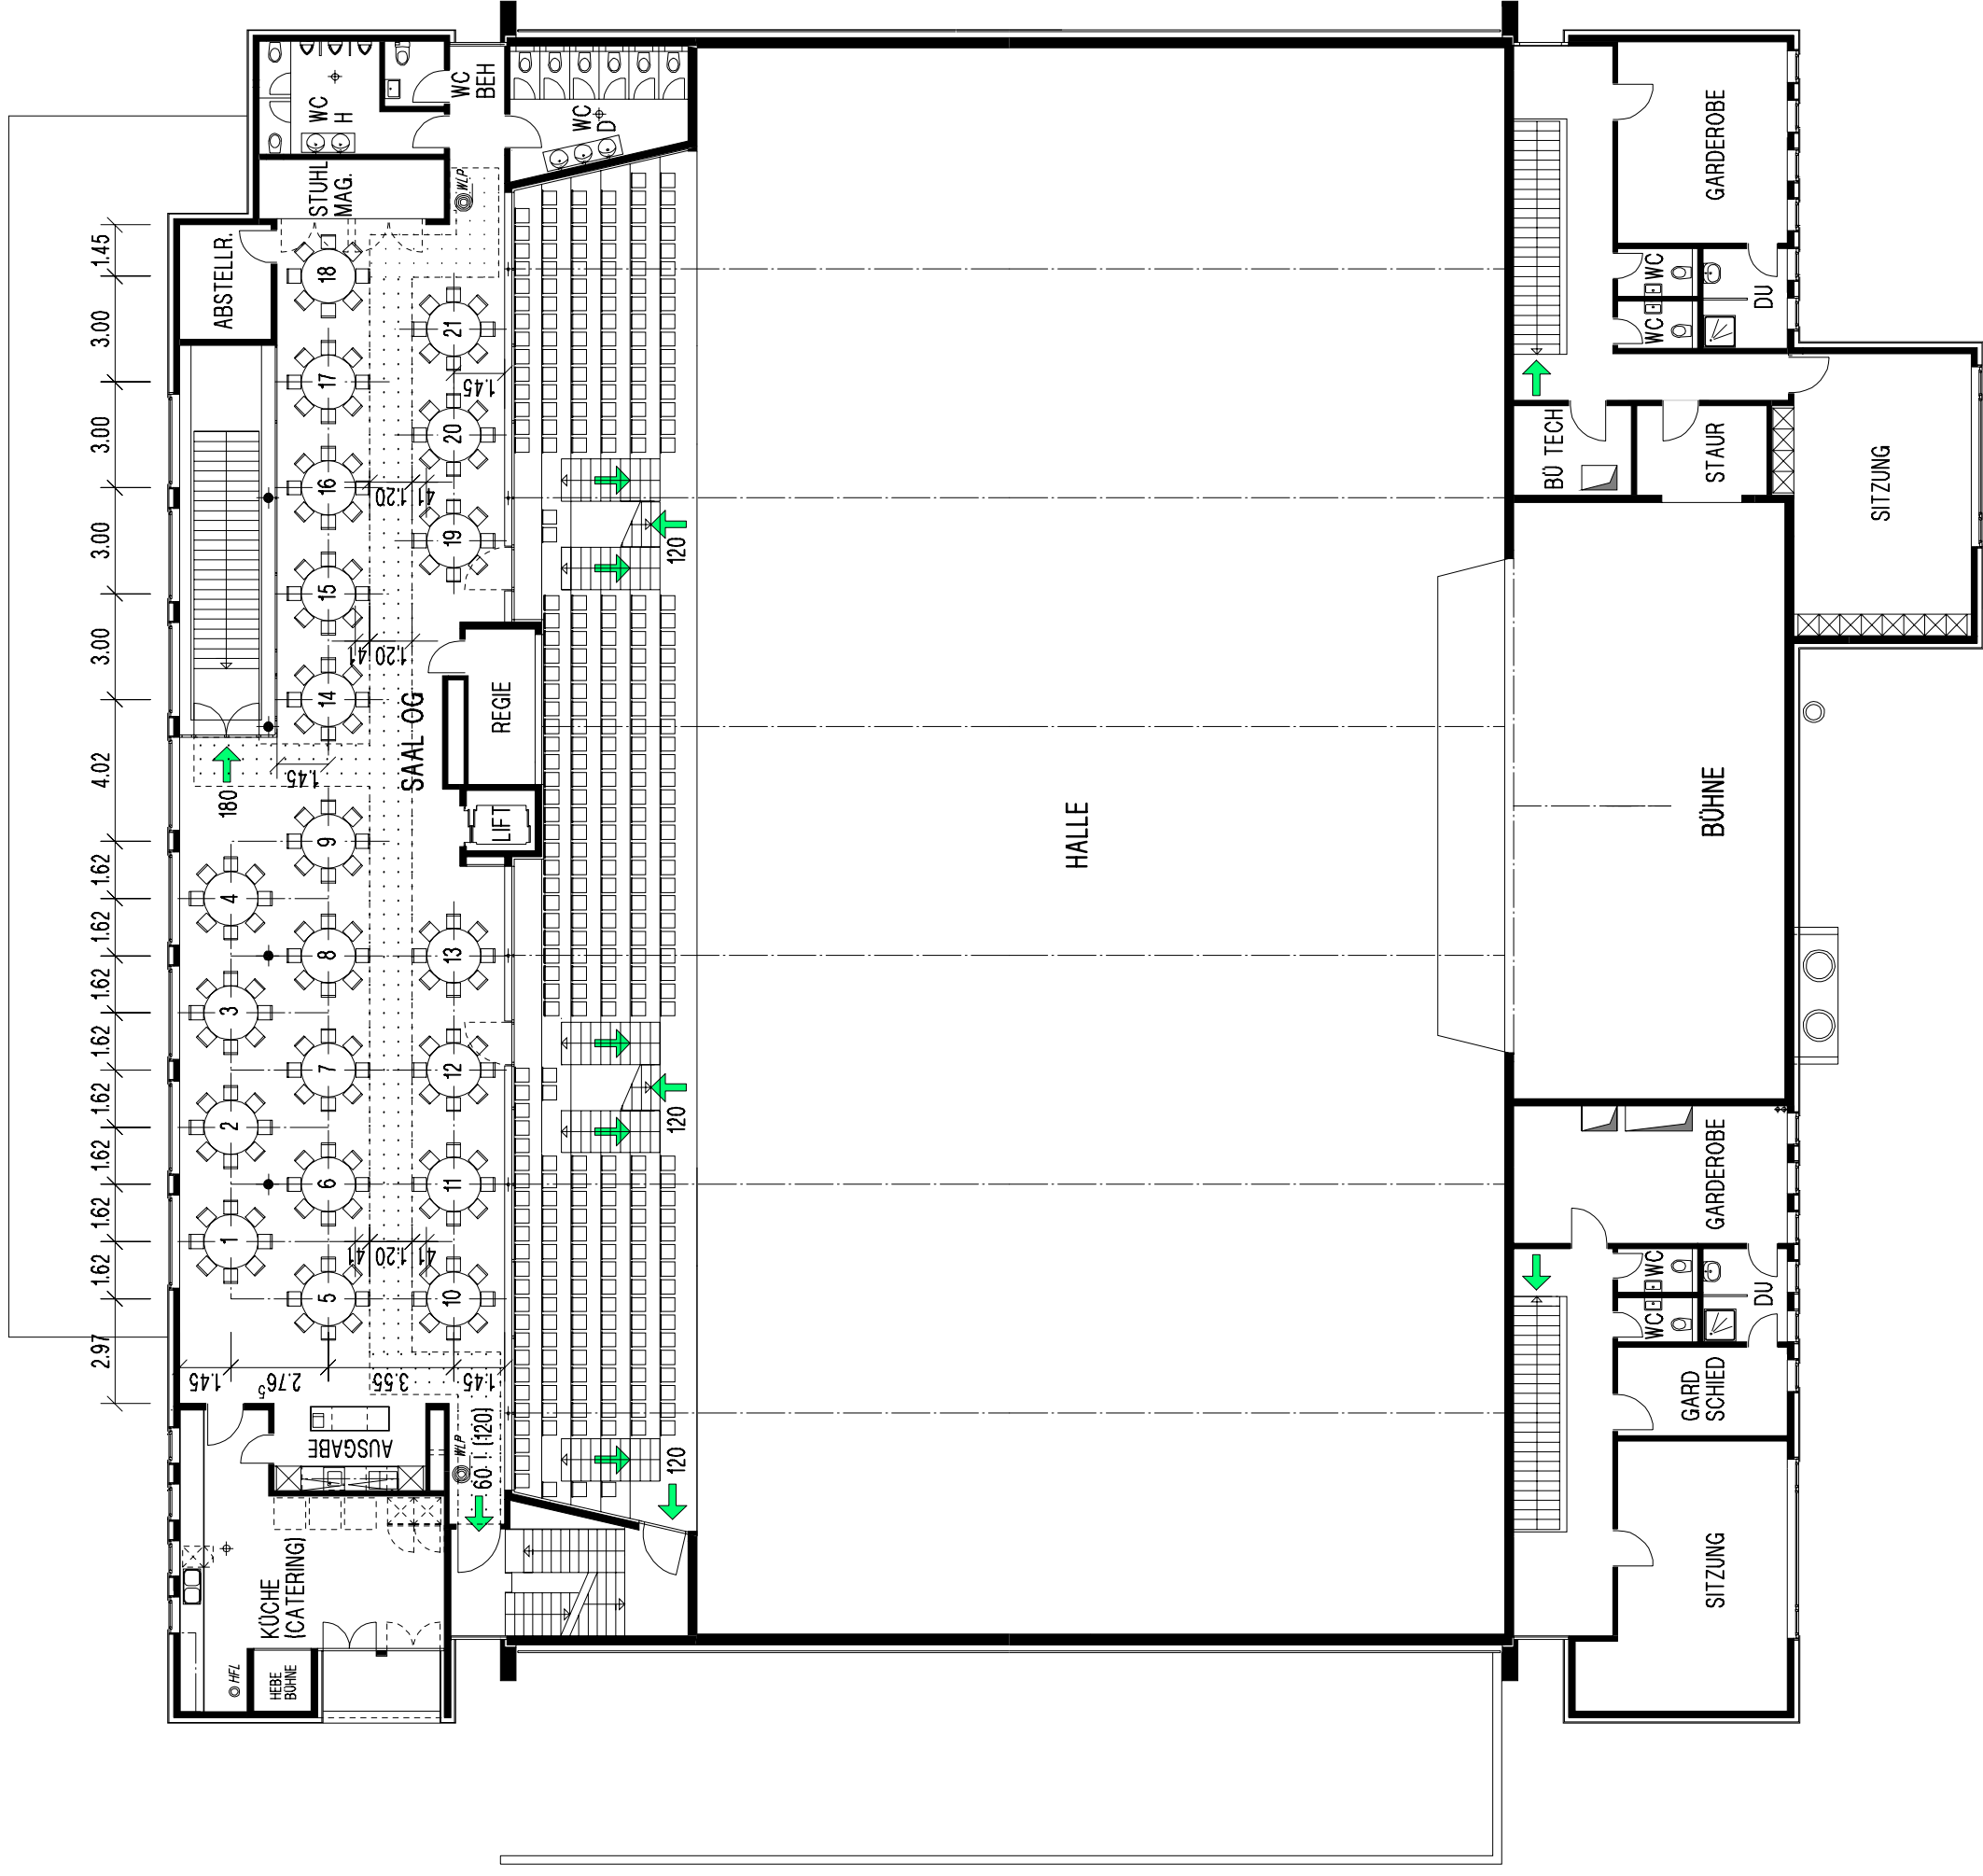 1.45
3.00
3.00
3.00
3.00
4.02
1.62
1.62
1.62
1.62
1.62
1.62
1.62
1.62
2.97
WC
H
WC
BEH
WC
D
STUHL
MAG.
WLP
ABSTELLR.
18
17
16
15
14
21
20
19
1.45
1.20
41
41
1.20
SAAL OG
REGIE
LIFT
180
1.45
9
4
8
3
7
2
6
1
5
13
12
11
10
41
1.20
41
1.45
2.76⁵
3.55
1.45
AUSGABE
WLP
60 ! (120)
KÜCHE
(CATERING)
HFL
HEBE
BÜHNE
120
120
120
HALLE
BÜHNE
GARDEROBE
WC
WC
DU
BÜ TECH
STAUR
SITZUNG
GARDEROBE
WC
WC
DU
GARD
SCHIED
SITZUNG